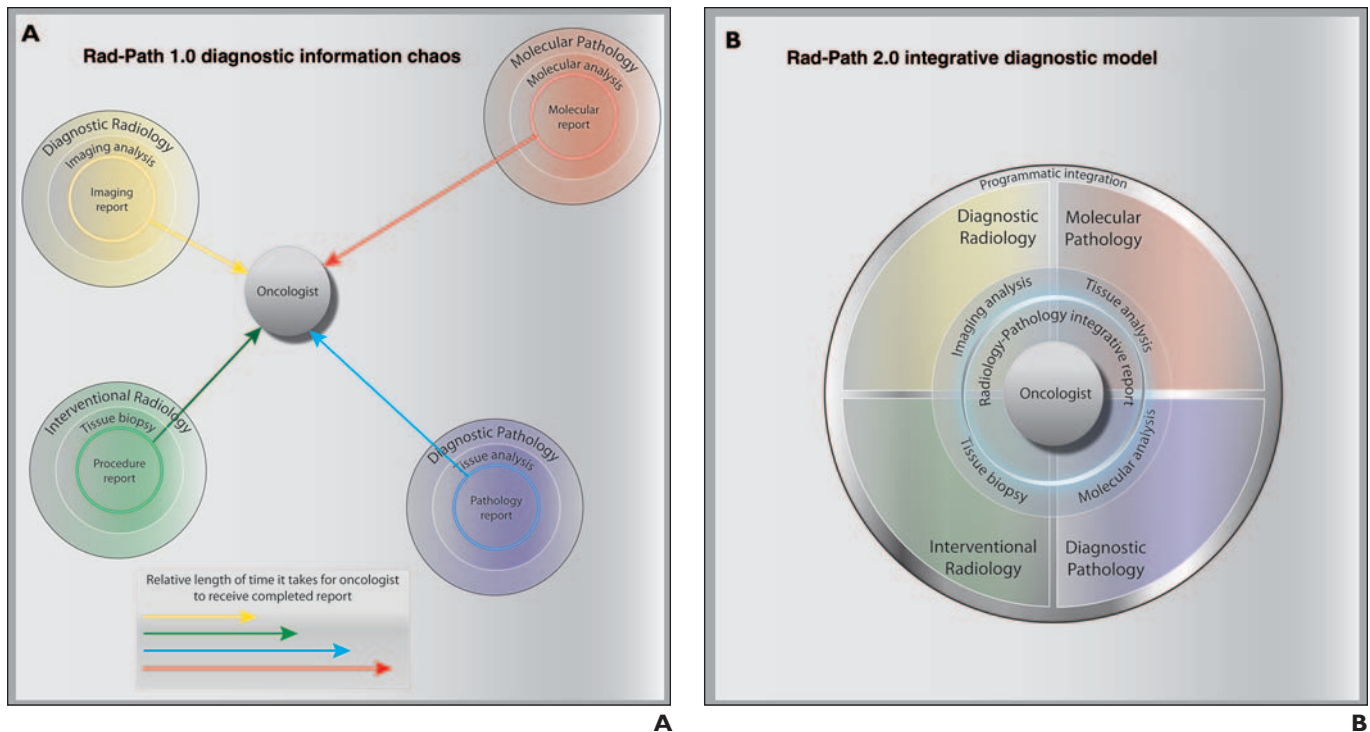 A
Rad-Path 1.0 diagnostic information chaos
Diagnostic Radiology
Imaging analysis
Imaging
report
Molecular Pathology
Molecular analysis
Molecular
report
Oncologist
Interventional Radiology
Tissue biopsy
Procedure
report
Diagnostic Pathology
Tissue analysis
Pathology
report
Relative length of time it takes for oncologist
to receive completed report
A
B
Rad-Path 2.0 integrative diagnostic model
Programmatic integration
Diagnostic
Radiology
Molecular
Pathology
Imaging analysis
Tissue analysis
Radiology-Pathology integrative report
Oncologist
Tissue biopsy
Molecular analysis
Interventional
Radiology
Diagnostic
Pathology
B